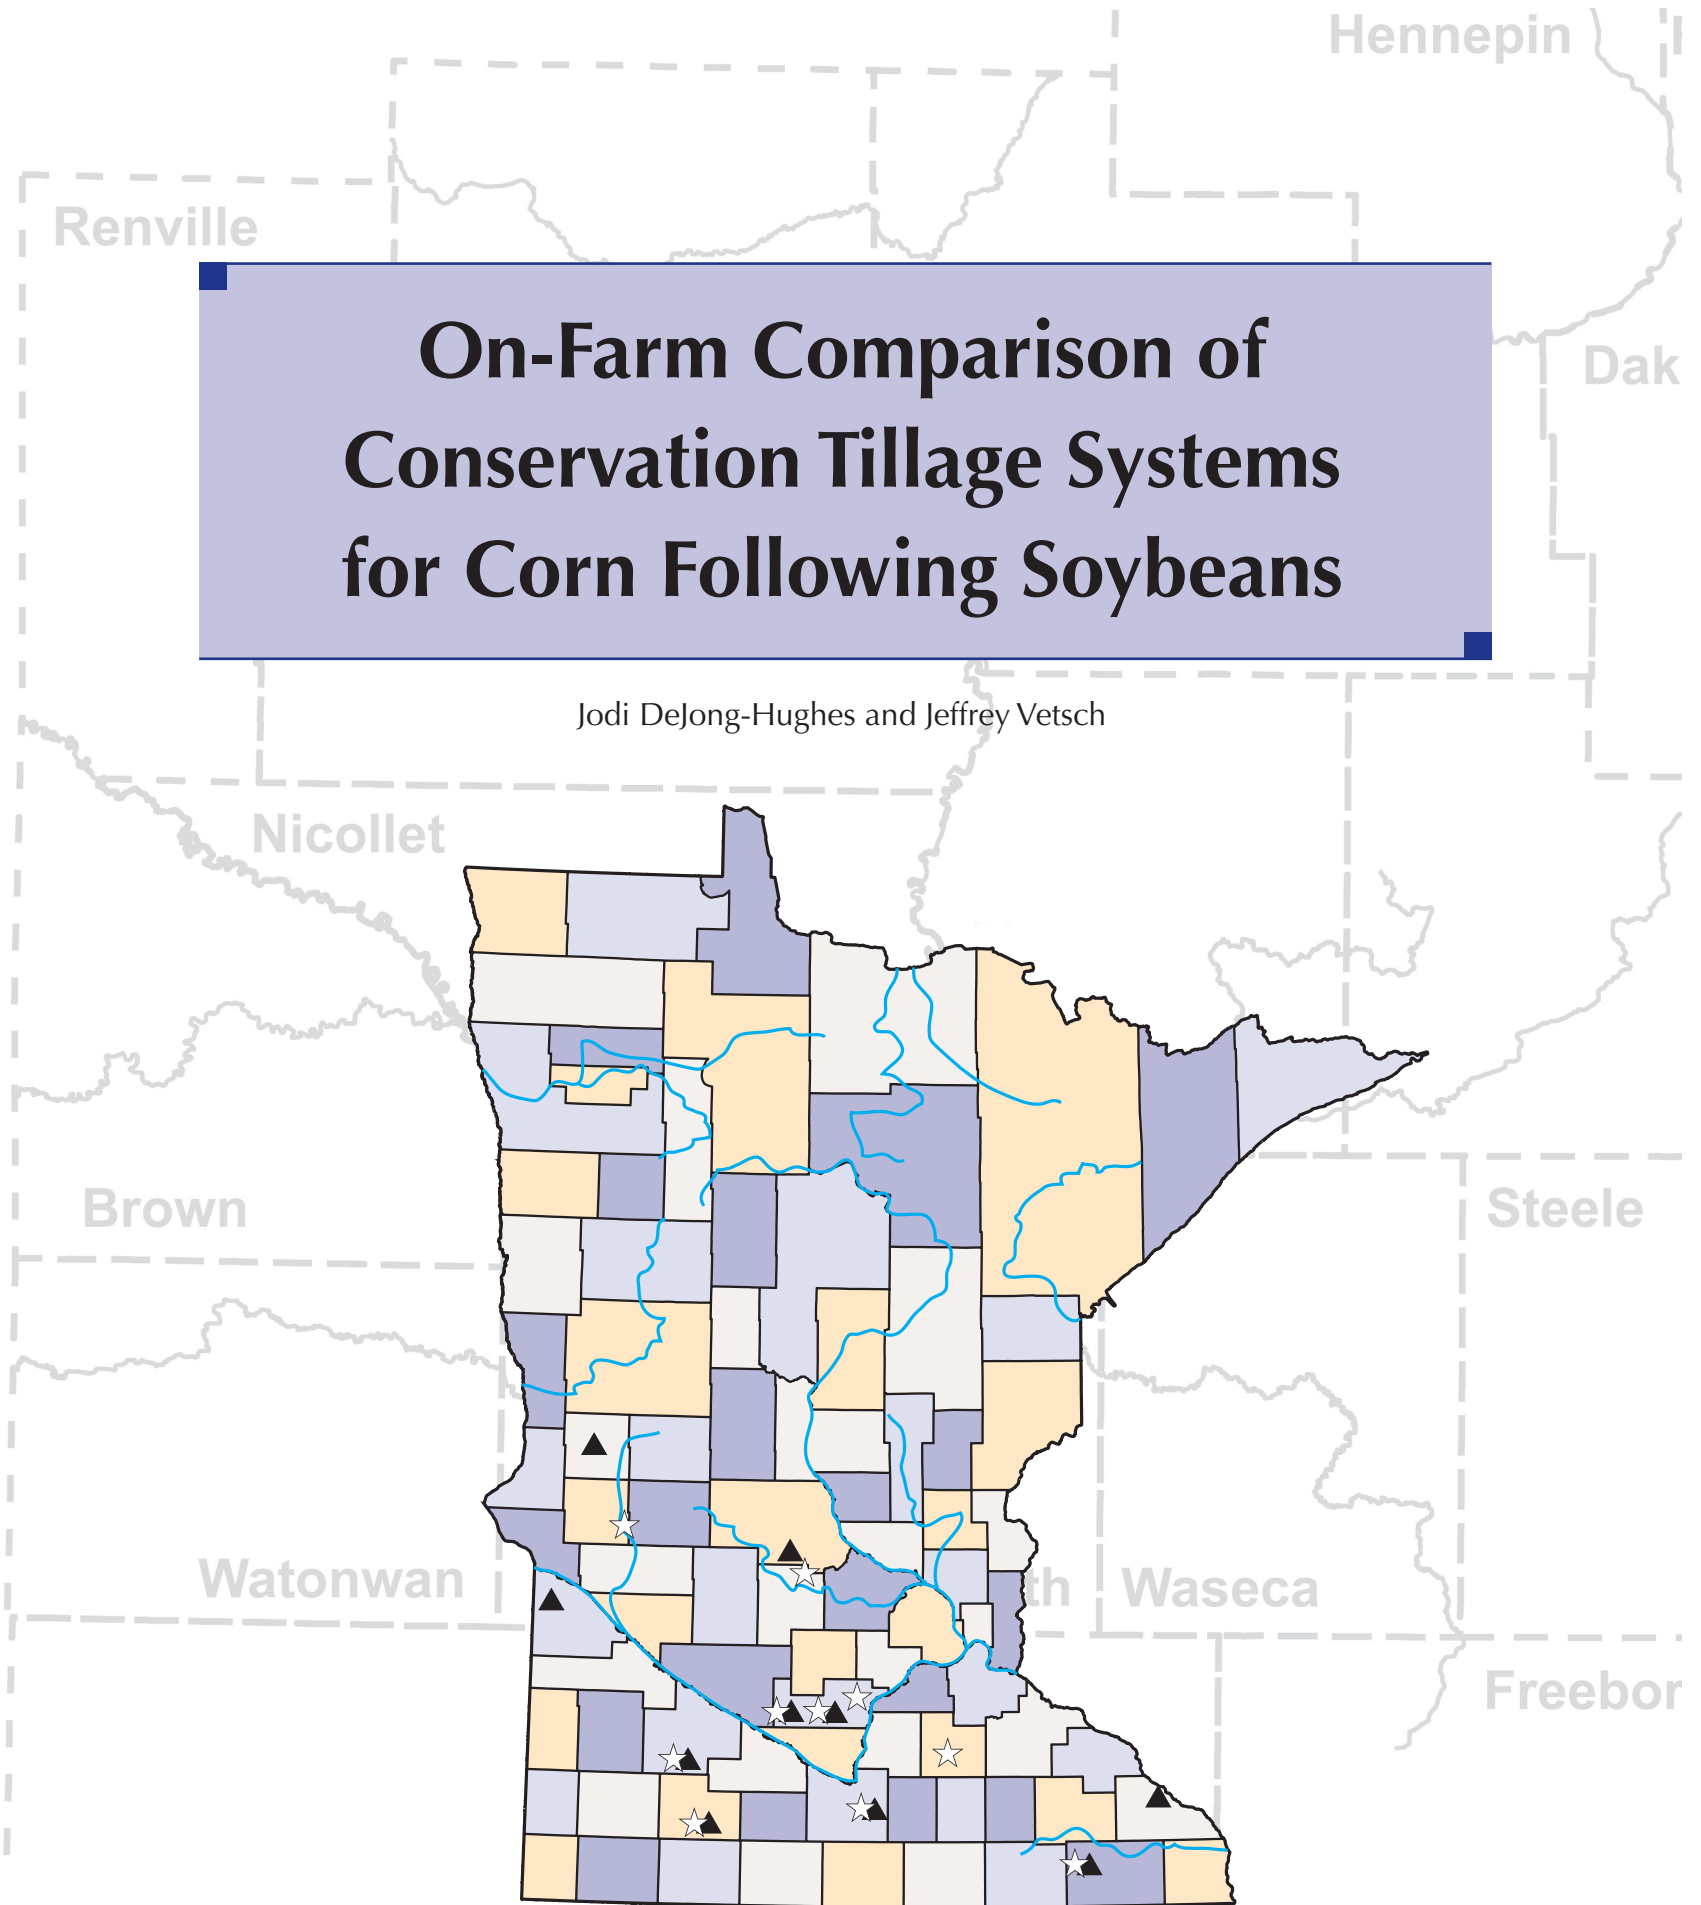 Hennepin
Renville
On-Farm Comparison of
Conservation Tillage Systems
for Corn Following Soybeans
Dak
Jodi DeJong-Hughes and Jeffrey Vetsch
Nicollet
Brown
Steele
Watonwan
th
Waseca
Freebor